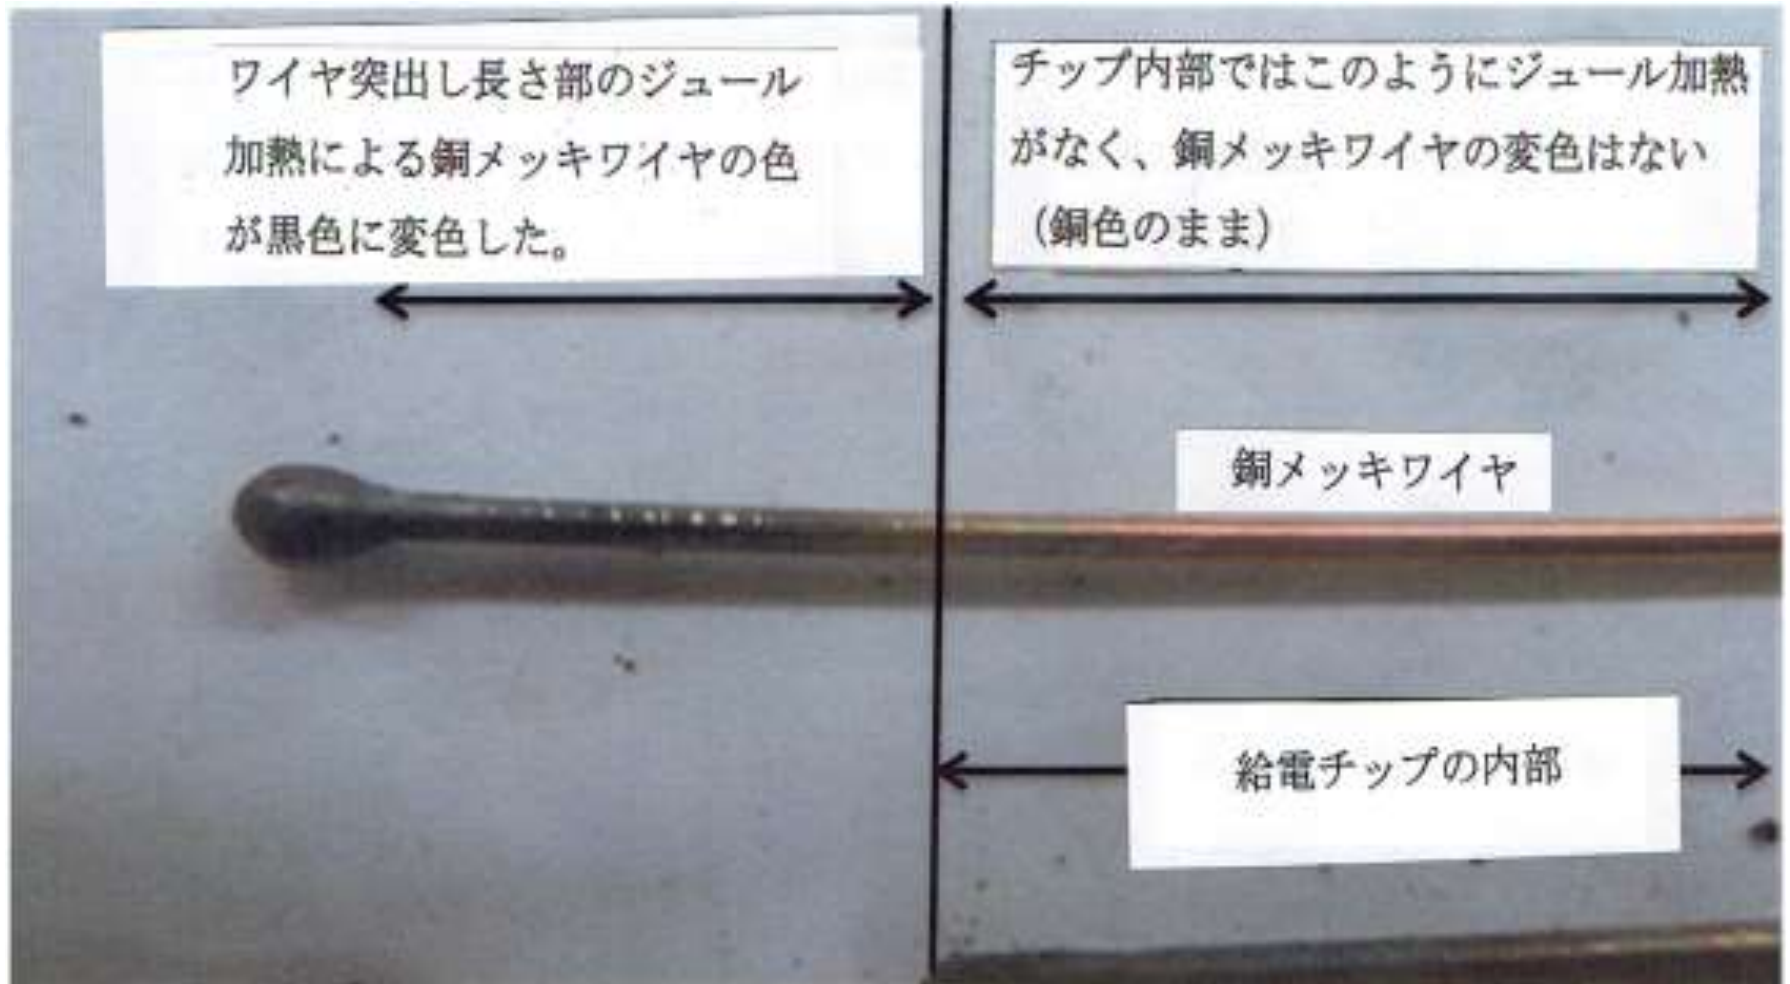 ワイヤ突出し長さ部のジュール
加熱による銅メッキワイヤの色
が黒色に変色した。
チップ内部ではこのようにジュール加熱
がなく、銅メッキワイヤの変色はない
（銅色のまま）
銅メッキワイヤ
給電チップの内部